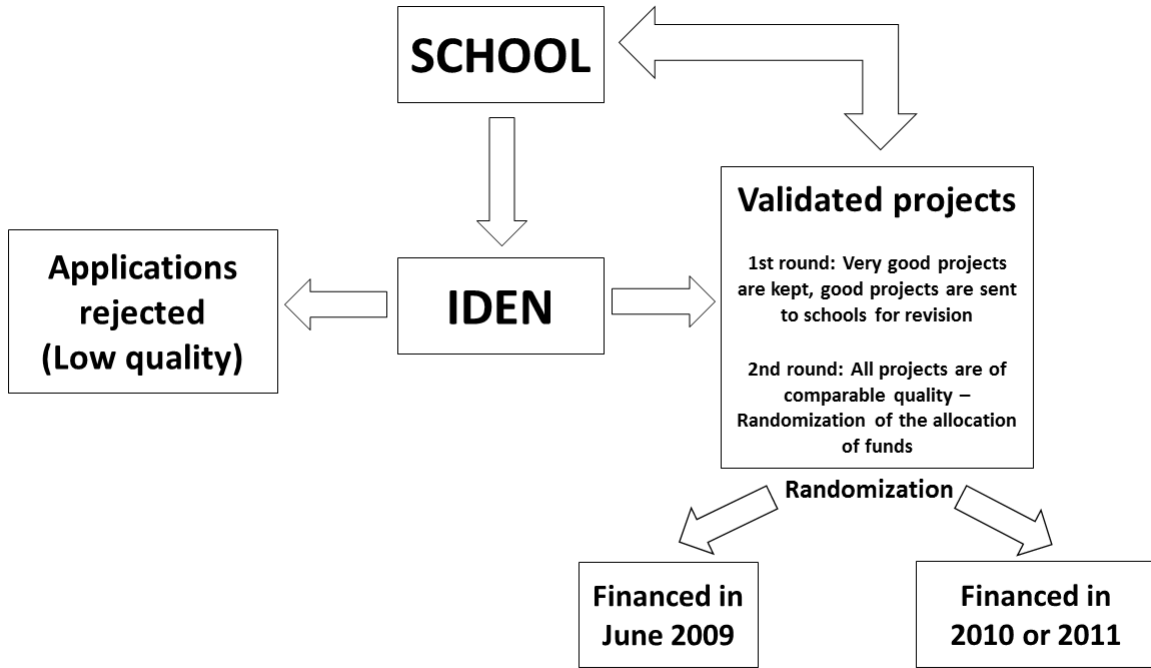 SCHOOL
Applications
rejected
(Low quality)
IDEN
Validated projects
1st round: Very good projects
are kept, good projects are sent
to schools for revision
2nd round: All projects are of
comparable quality –
Randomization of the allocation
of funds
Randomization
Financed in
June 2009
Financed in
2010 or 2011